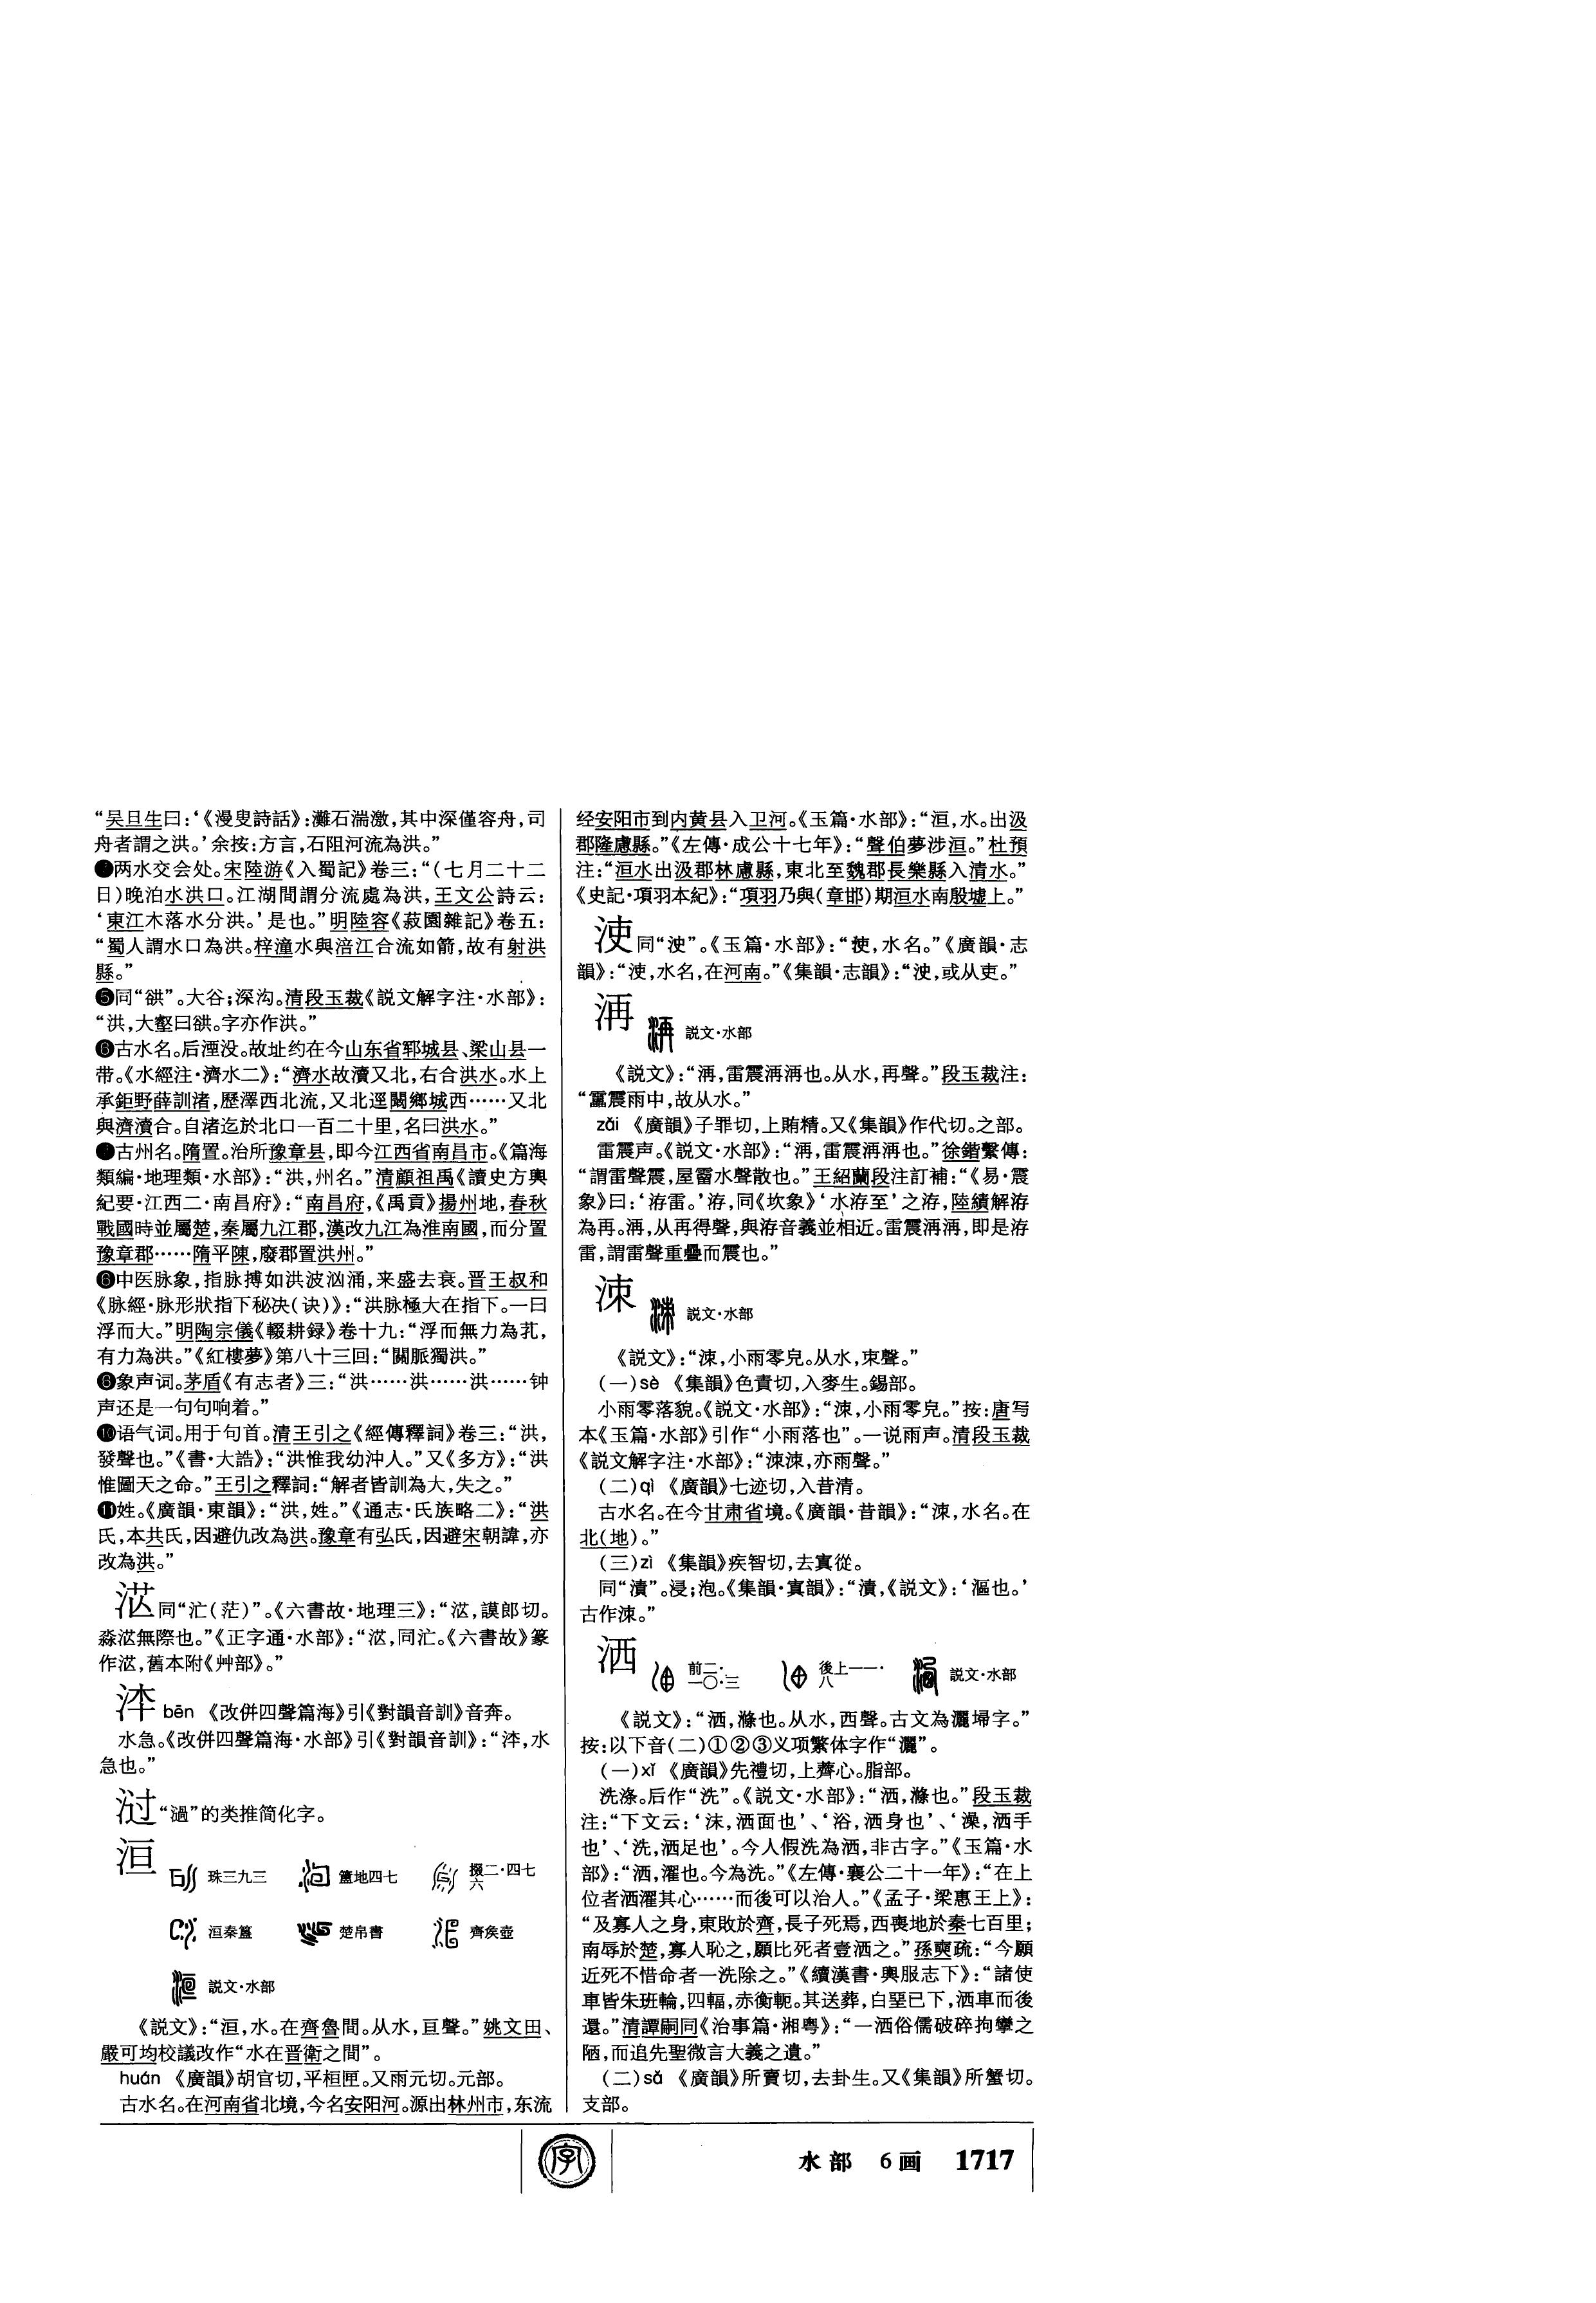 “吴旦生曰:‘《漫叟詩話》:灘石湍激,其中深僅容舟,司
舟者謂之洪。’余按:方言,石阻河流為洪。”
两水交会处。宋陸游《入蜀記》卷三:“(七月二十二
日)晚泊水洪口。江湖間謂分流處為洪,王文公詩云:
‘東江木落水分洪。’是也。”明陸容《菽園雜記》卷五:
“蜀人謂水口為洪。梓潼水與涪江合流如箭,故有射洪
縣。”
❺同“谼”。大谷;深沟。清段玉裁《説文解字注·水部》:
“洪,大壑曰谼。字亦作洪。”
❻古水名。后湮没。故址约在今山东省郓城县、梁山县一
带。《水經注·濟水二》:“濟水故瀆又北,右合洪水。水上
承鉅野薛訓渚,歷澤西北流,又北逕闞鄉城西……又北
與濟瀆合。自渚迄於北口一百二十里,名曰洪水。”
古州名。隋置。治所豫章县,即今江西省南昌市。《篇海
類編·地理類·水部》:“洪,州名。”清顧祖禹《讀史方輿
紀要·江西二·南昌府》:“南昌府,《禹貢》揚州地,春秋
戰國時並屬楚,秦屬九江郡,漢改九江為淮南國,而分置
豫章郡……隋平陳,廢郡置洪州。”
中医脉象,指脉搏如洪波汹涌,来盛去衰。晋王叔和
《脉經·脉形狀指下秘决(诀)》:“洪脉極大在指下。一曰
浮而大。”明陶宗儀《輟耕録》卷十九:“浮而無力為芤,
有力為洪。”《紅樓夢》第八十三回:“關脈獨洪。”
象声词。茅盾《有志者》三:“洪……洪……洪……钟
声还是一句句响着。”
❿语气词。用于句首。清王引之《經傳釋詞》卷三:“洪,
發聲也。”《書·大誥》:“洪惟我幼沖人。”又《多方》:“洪
惟圖天之命。”王引之釋詞:“解者皆訓為大,失之。”
⓫姓。《廣韻·東韻》:“洪,姓。”《通志·氏族略二》:“洪
氏,本共氏,因避仇改為洪。豫章有弘氏,因避宋朝諱,亦
改為洪。”
同“汒(茫)”。《六書故·地理三》:“,謨郎切。
淼無際也。”《正字通·水部》:“,同汒。《六書故》篆
作,舊本附《艸部》。”
泍 bēn 《改併四聲篇海》引《對韻音訓》音奔。
水急。《改併四聲篇海·水部》引《對韻音訓》:“泍,水
急也。”
“濄”的类推简化字。
洹 珠三九三 簠地四七 掇二·四七六
洹秦簋 楚帛書 齊矦壺
説文·水部
《説文》:“洹,水。在齊魯間。从水,亘聲。”姚文田、
嚴可均校議改作“水在晋衛之間”。
huán 《廣韻》胡官切,平桓匣。又雨元切。元部。
古水名。在河南省北境,今名安阳河。源出林州市,东流
经安阳市到内黄县入卫河。《玉篇·水部》:“洹,水。出汲
郡隆慮縣。”《左傳·成公十七年》:“聲伯夢涉洹。”杜預
注:“洹水出汲郡林慮縣,東北至魏郡長樂縣入清水。”
《史記·項羽本紀》:“項羽乃與(章邯)期洹水南殷墟上。”
浭同“浭”。《玉篇·水部》:“,水名。”《廣韻·志
韻》:“,水名,在河南。”《集韻·志韻》:“,或从吏。”
洅 説文·水部
《説文》:“洅,雷震洅洅也。从水,再聲。”段玉裁注:
“靁震雨中,故从水。”
zǎi 《廣韻》子罪切,上賄精。又《集韻》作代切。之部。
雷震声。《説文·水部》:“洅,雷震洅洅也。”徐鍇繫傳:
“謂雷聲震,屋霤水聲散也。”王紹蘭段注訂補:“《易·震
象》曰:‘洊雷。’洊,同《坎象》‘水洊至’之洊,陸績解洊
為再。洅,从再得聲,與洊音義並相近。雷震洅洅,即是洊
雷,謂雷聲重疊而震也。”
涑 説文·水部
《説文》:“涑,小雨零皃。从水,朿聲。”
(一)sè 《集韻》色責切,入麥生。錫部。
小雨零落貌。《説文·水部》:“涑,小雨零皃。”按:唐写
本《玉篇·水部》引作“小雨落也”。一说雨声。清段玉裁
《説文解字注·水部》:“涑涑,亦雨聲。”
(二)qì 《廣韻》七迹切,入昔清。
古水名。在今甘肃省境。《廣韻·昔韻》:“涑,水名。在
北(地)。”
(三)zì 《集韻》疾智切,去寘從。
同“漬”。浸;泡。《集韻·寘韻》:“漬,《説文》:‘漚也。’
古作涑。”
洒 前二·一〇·三 後上一一·八 説文·水部
《説文》:“洒,滌也。从水,西聲。古文為灑埽字。”
按:以下音(二)①②③义项繁体字作“灑”。
(一)xǐ 《廣韻》先禮切,上薺心。脂部。
洗涤。后作“洗”。《説文·水部》:“洒,滌也。”段玉裁
注:“下文云:‘沬,洒面也’、‘浴,洒身也’、‘澡,洒手
也’、‘洗,洒足也’。今人假洗為洒,非古字。”《玉篇·水
部》:“洒,濯也。今為洗。”《左傳·襄公二十一年》:“在上
位者洒濯其心……而後可以治人。”《孟子·梁惠王上》:
“及寡人之身,東敗於齊,長子死焉,西喪地於秦七百里;
南辱於楚,寡人恥之,願比死者壹洒之。”孫奭疏:“今願
近死不惜命者一洗除之。”《續漢書·輿服志下》:“諸使
車皆朱班輪,四輻,赤衡軛。其送葬,白堊已下,洒車而後
還。”清譚嗣同《治事篇·湘粤》:“一洒俗儒破碎拘攣之
陋,而追先聖微言大義之遺。”
(二)sǎ 《廣韻》所賣切,去卦生。又《集韻》所蟹切。
支部。
字
水部 6画 1717